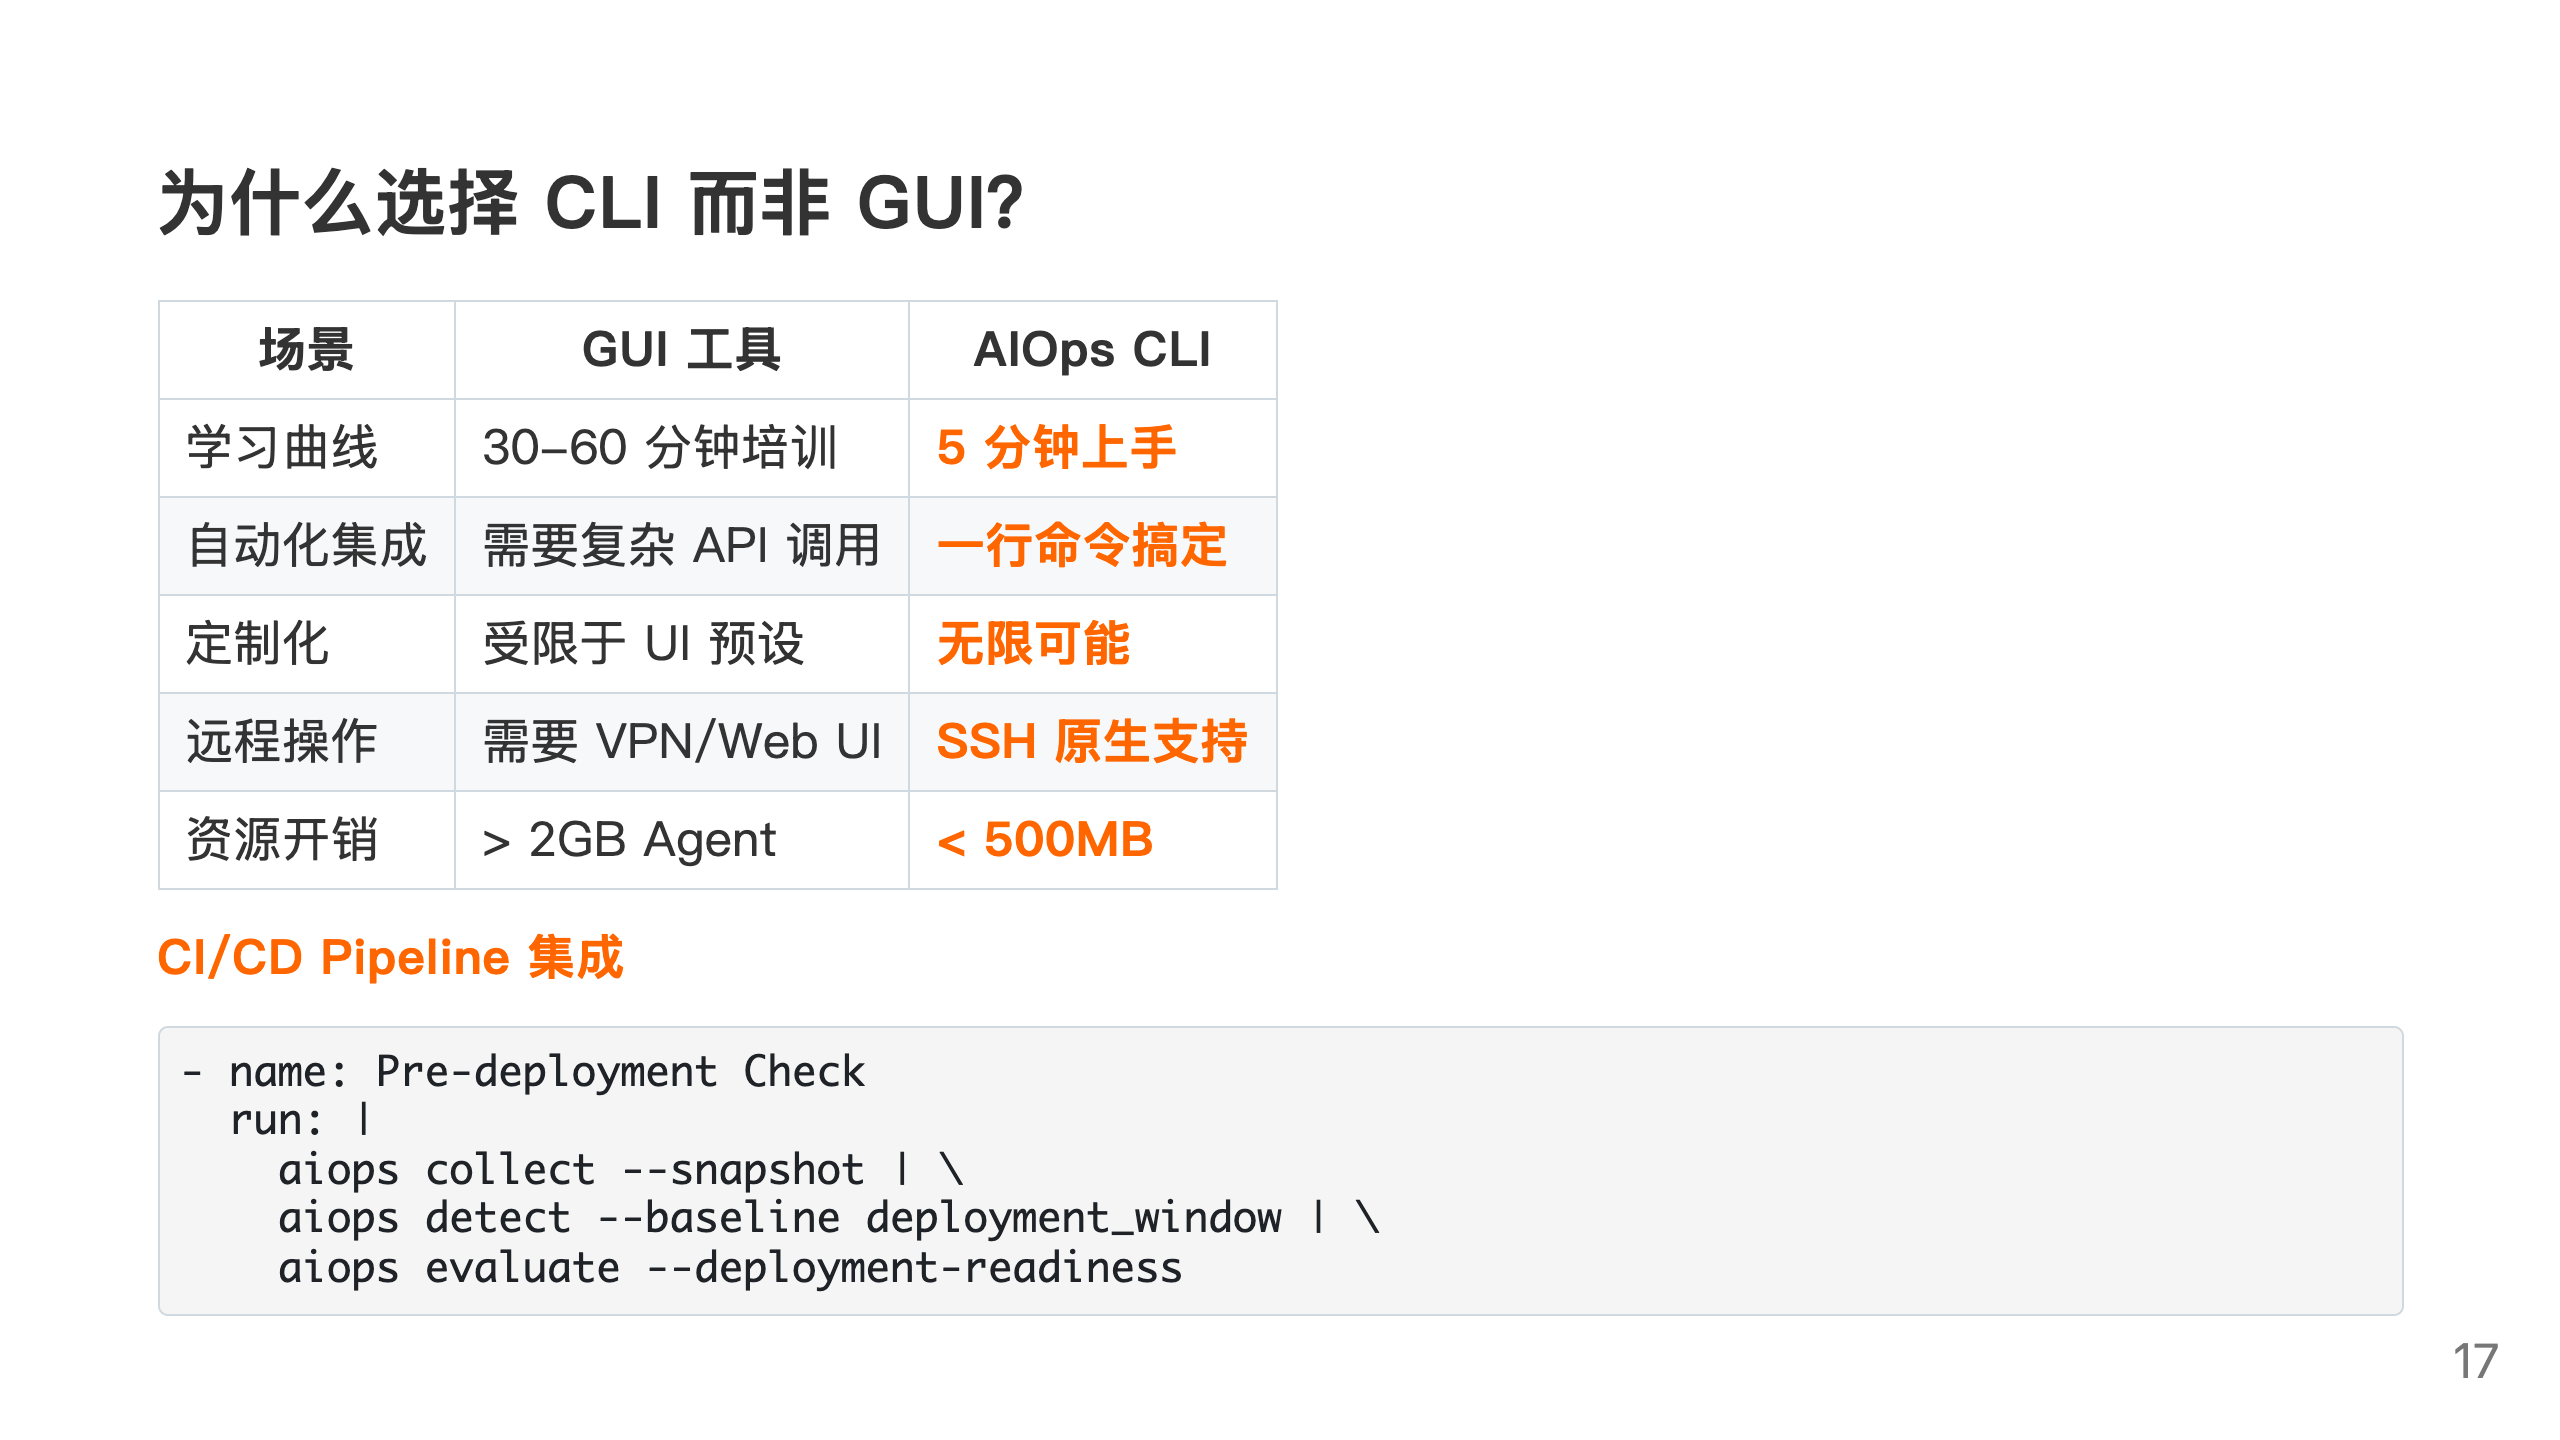 为什么选择 CLI 而非 GUI?
场景 GUI 工具 AIOps CLI
学习曲线 30–60 分钟培训 5 分钟上手
自动化集成 需要复杂 API 调用 一行命令搞定
定制化 受限于 UI 预设 无限可能
远程操作 需要 VPN/Web UI SSH 原生支持
资源开销 > 2GB Agent < 500MB
CI/CD Pipeline 集成
- name: Pre-deployment Check
  run: |
    aiops collect --snapshot | \
    aiops detect --baseline deployment_window | \
    aiops evaluate --deployment-readiness
17